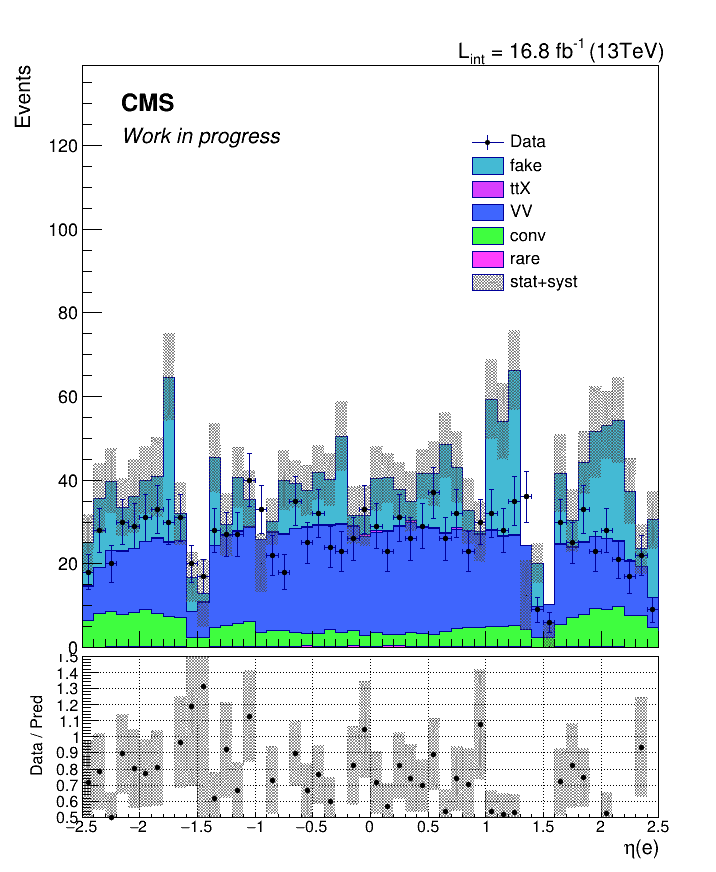 L_int = 16.8 fb^-1 (13TeV)
Events
CMS
Work in progress
Data
fake
ttX
VV
conv
rare
stat+syst
120
100
80
60
40
20
0
Data / Pred
1.5
1.4
1.3
1.2
1.1
1
0.9
0.8
0.7
0.6
0.5
−2.5 −2 −1.5 −1 −0.5 0 0.5 1 1.5 2 2.5
η(e)